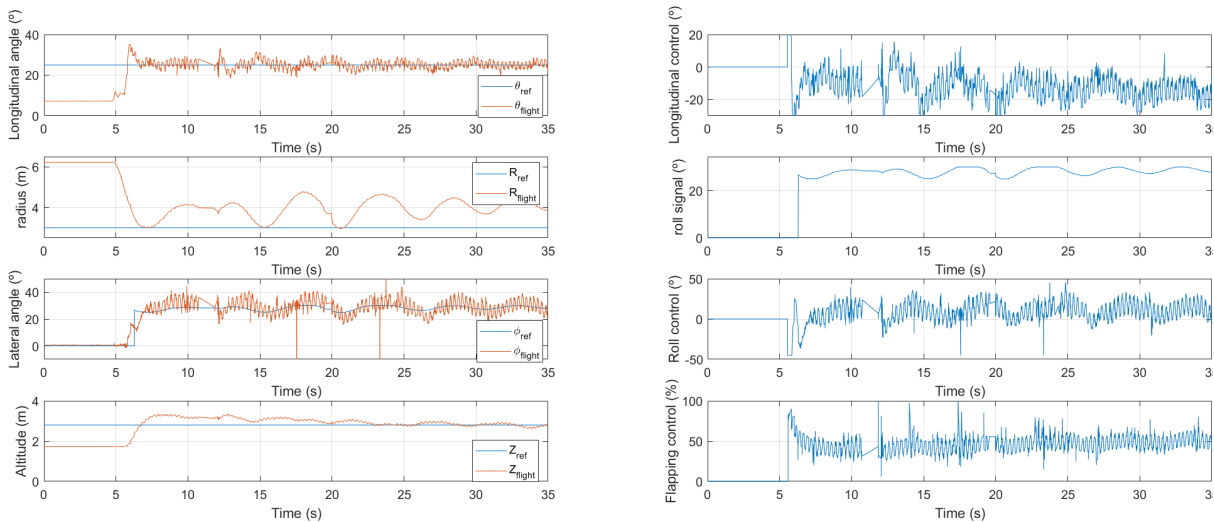 Longitudinal angle (º)
40
20
0
θref
θflight
0 5 10 15 20 25 30 35
Time (s)
radius (m)
6
4
Rref
Rflight
0 5 10 15 20 25 30 35
Time (s)
Lateral angle (º)
40
20
0
ϕref
ϕflight
0 5 10 15 20 25 30 35
Time (s)
Altitude (m)
4
2
0
Zref
Zflight
0 5 10 15 20 25 30 35
Time (s)
Longitudinal control (º)
20
0
-20
0 5 10 15 20 25 30 35
Time (s)
roll signal (º)
20
0
0 5 10 15 20 25 30 35
Time (s)
Roll control (º)
50
0
-50
0 5 10 15 20 25 30 35
Time (s)
Flapping control (%)
100
50
0
0 5 10 15 20 25 30 35
Time (s)